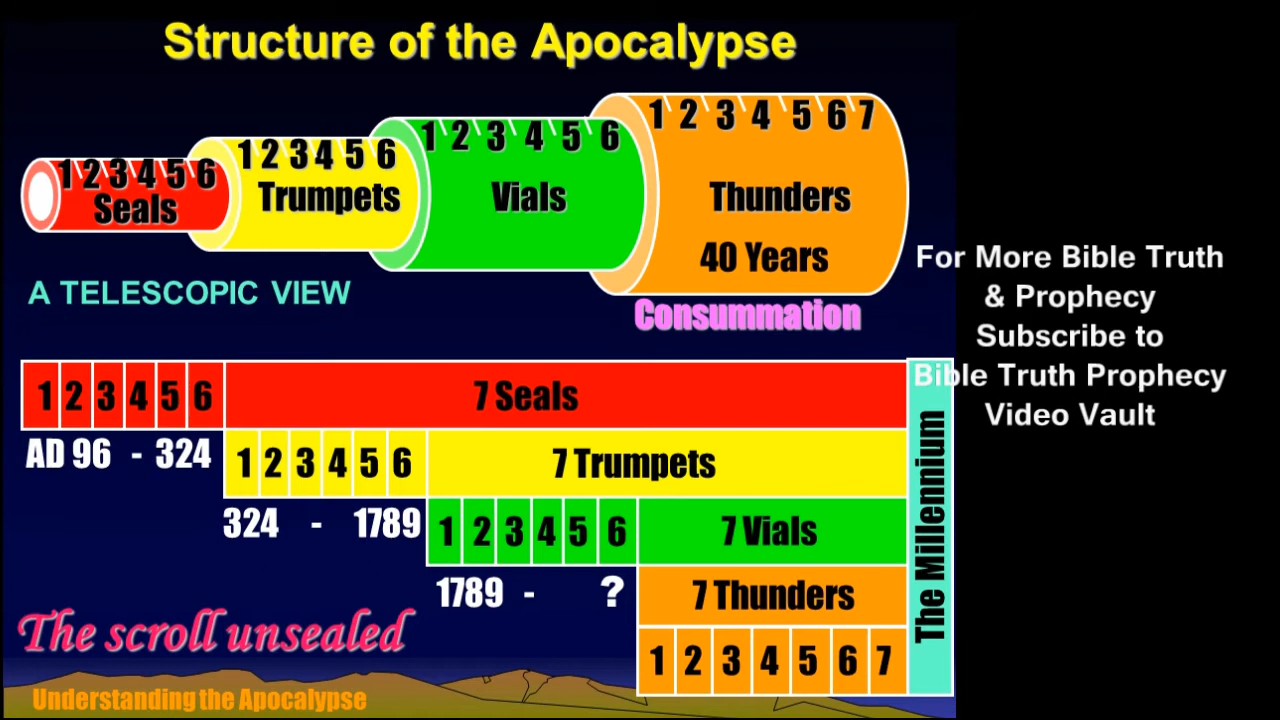 Structure of the Apocalypse
1 2 3 4 5 6
Seals
1 2 3 4 5 6
Trumpets
1 2 3 4 5 6
Vials
1 2 3 4 5 6 7
Thunders
40 Years
A TELESCOPIC VIEW
Consummation
For More Bible Truth
& Prophecy
Subscribe to
Bible Truth Prophecy
Video Vault
1 2 3 4 5 6 7 Seals
AD 96 - 324
1 2 3 4 5 6 7 Trumpets
324 - 1789
1 2 3 4 5 6 7 Vials
1789 - ?
7 Thunders
1 2 3 4 5 6 7
The Millennium
The scroll unsealed
Understanding the Apocalypse